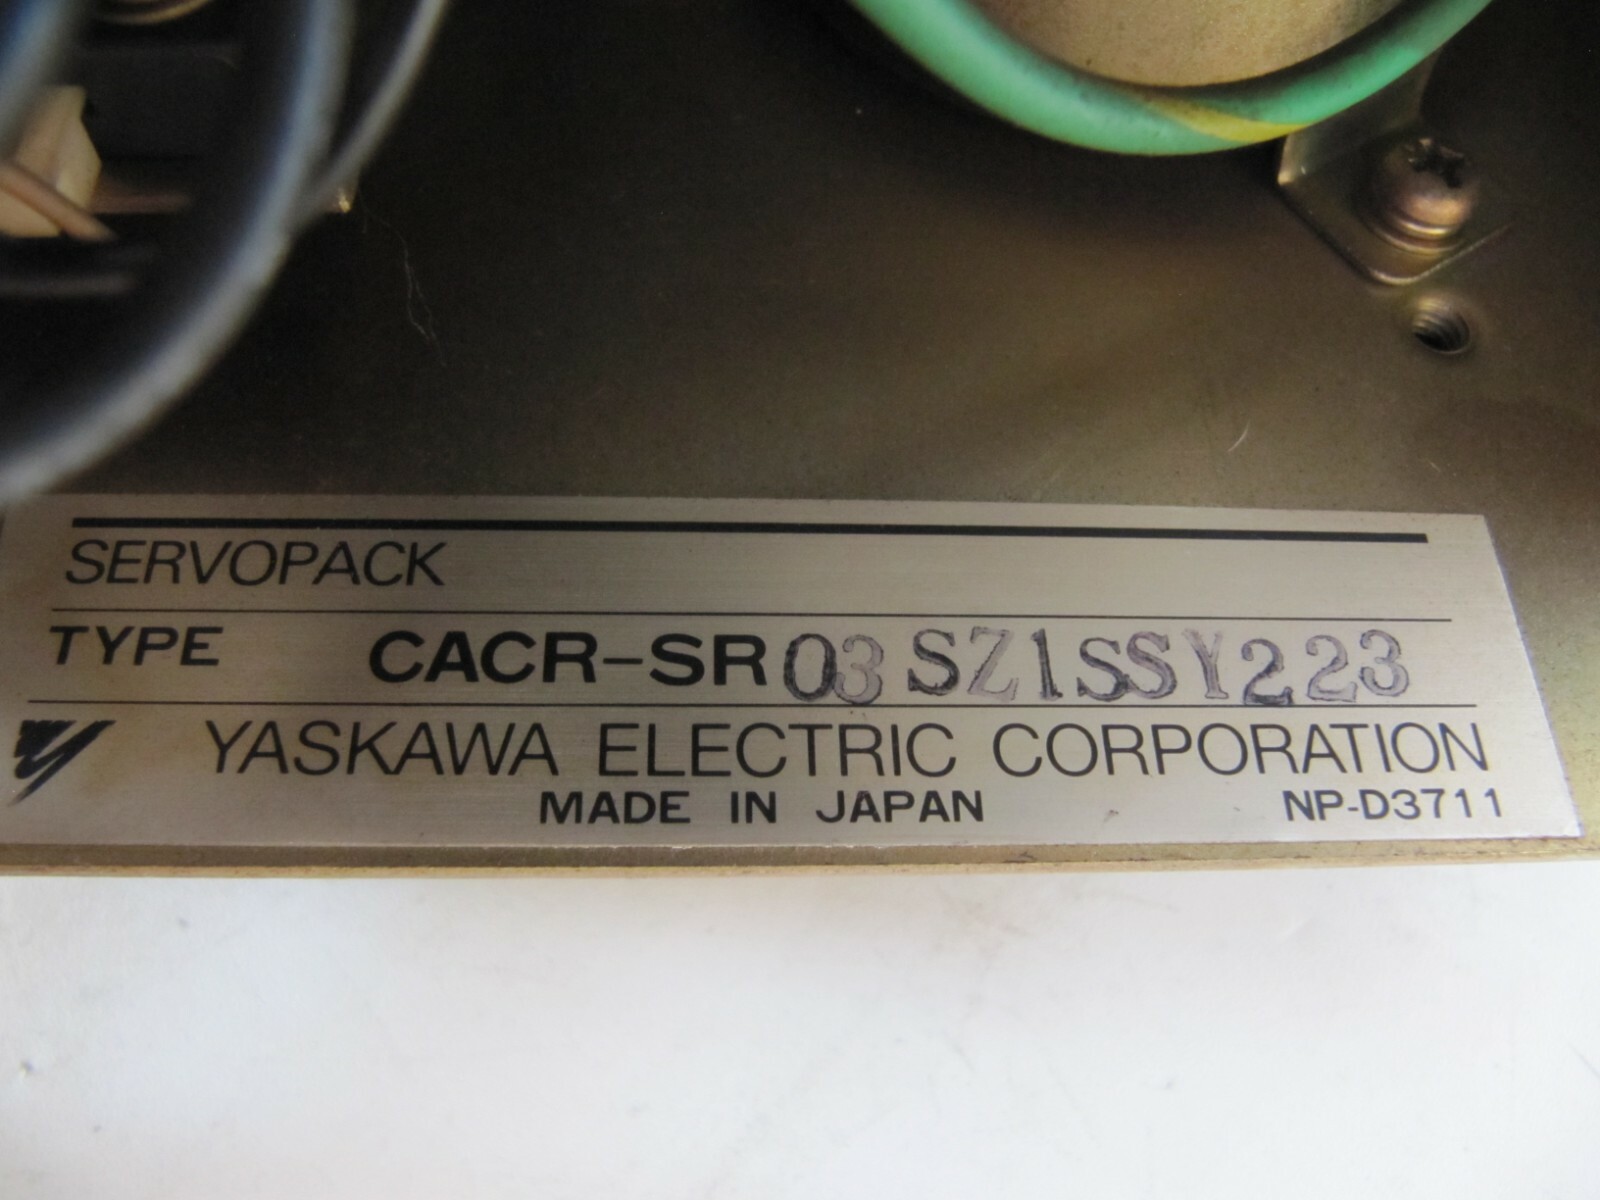 SERVOPACK
TYPE CACR-SR03SZ1SSY223
YASKAWA ELECTRIC CORPORATION
MADE IN JAPAN NP-D3711